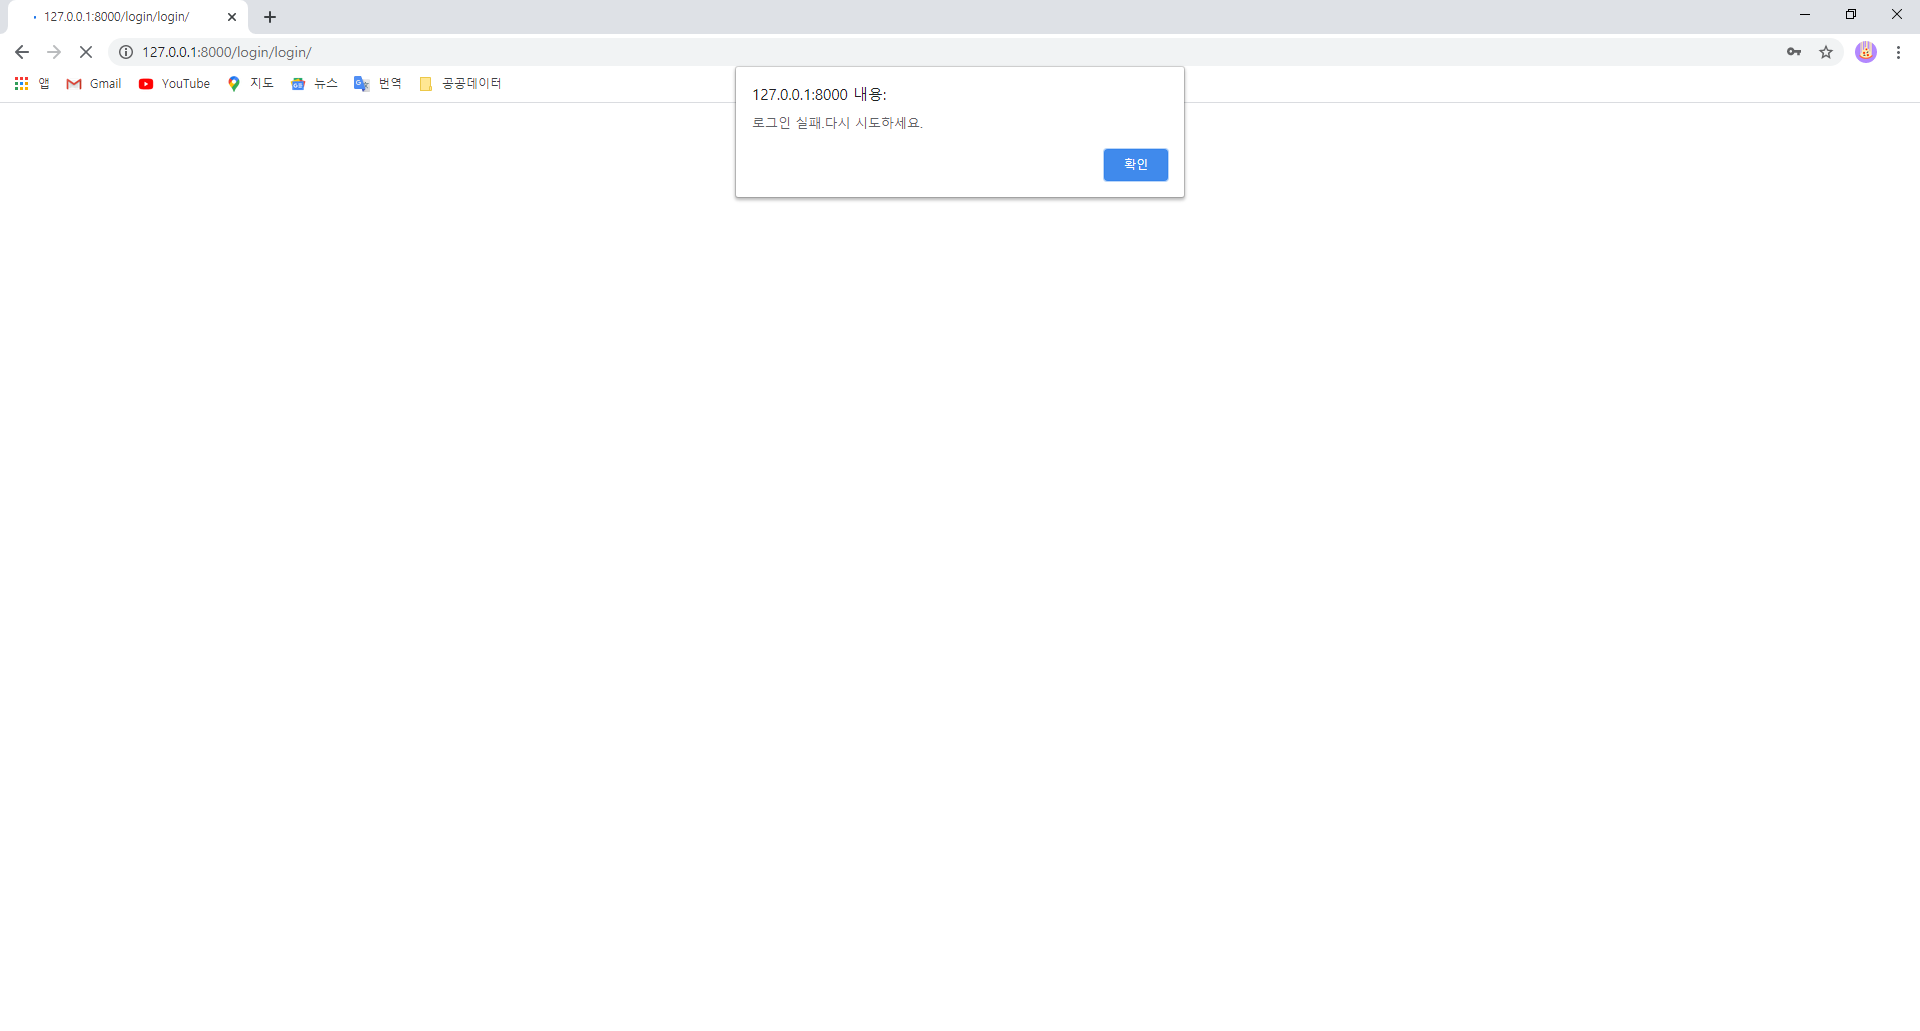 127.0.0.1:8000/login/login/
127.0.0.1:8000/login/login/
앱 Gmail YouTube 지도 뉴스 번역 공공데이터
127.0.0.1:8000 내용:
로그인 실패.다시 시도하세요.
확인